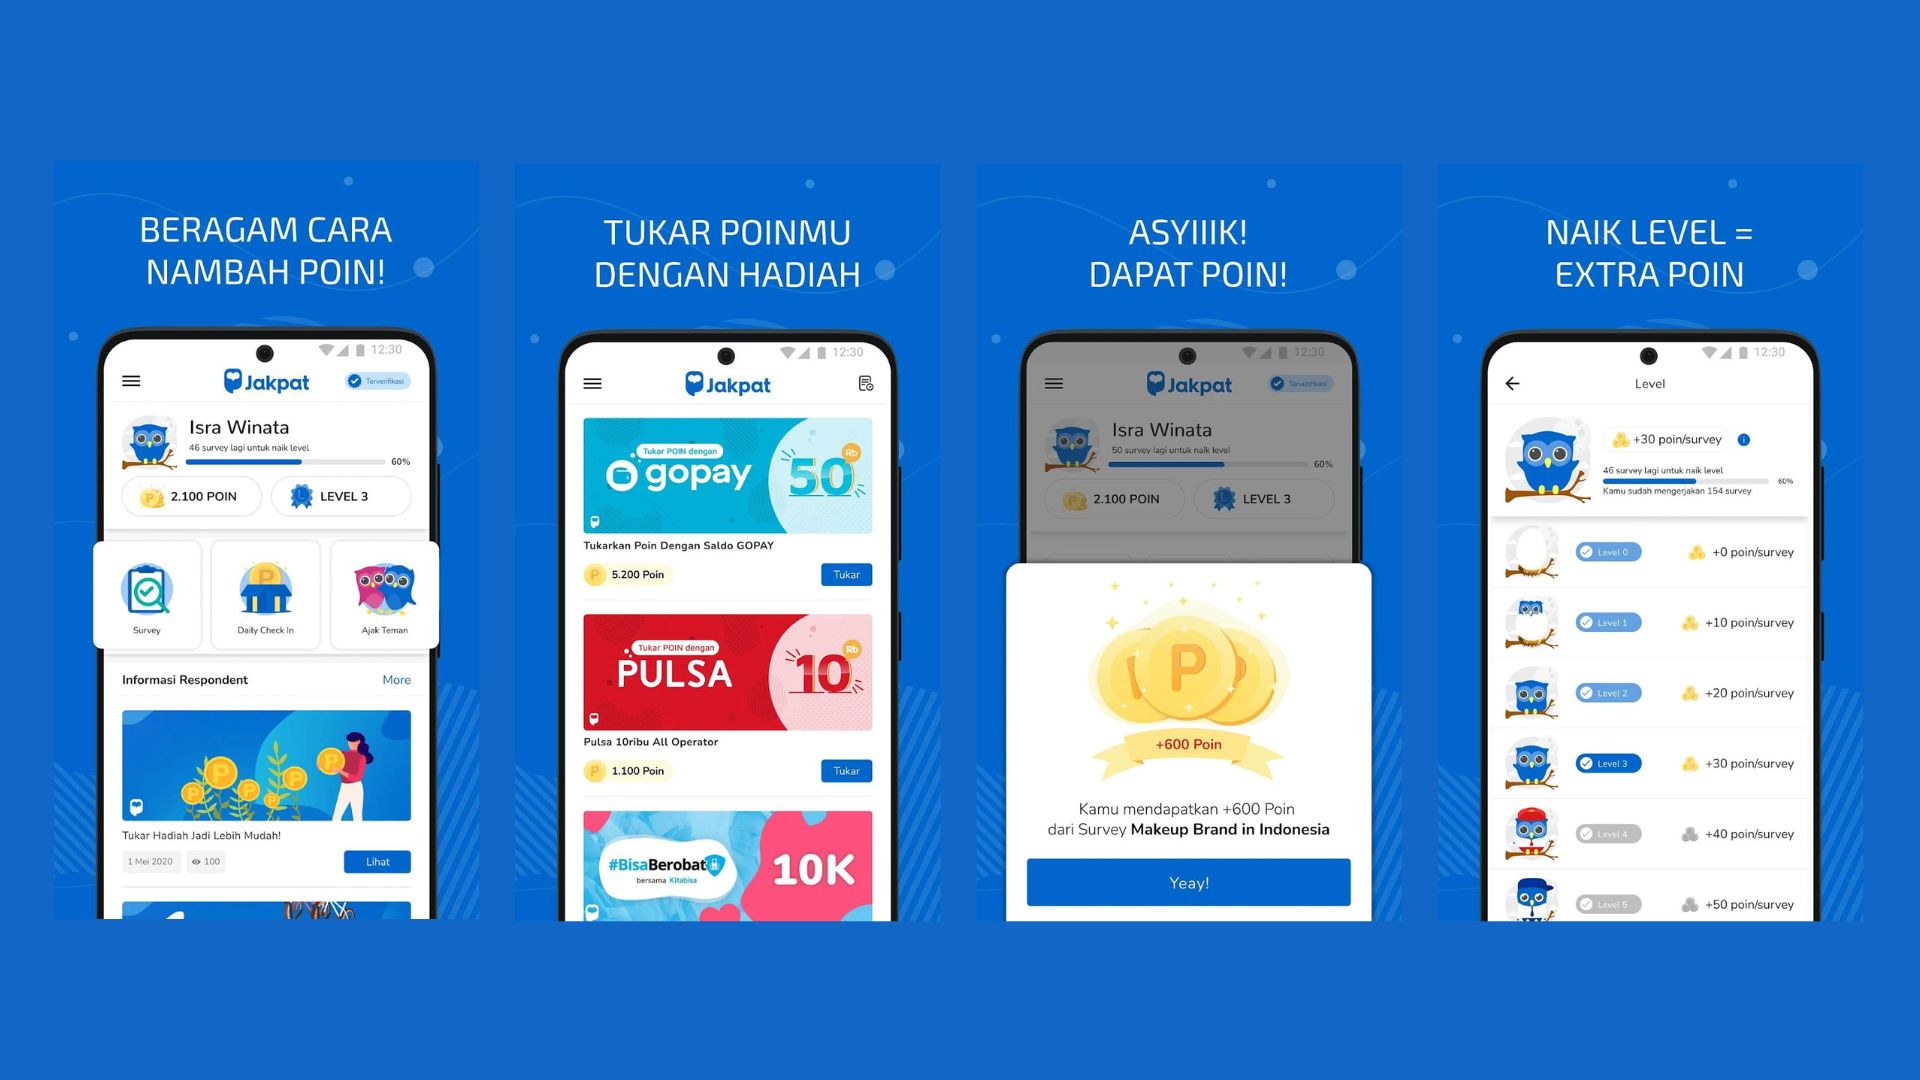 BERAGAM CARA
NAMBAH POIN!
12:30
Jakpat
Terverifikasi
Isra Winata
46 survey lagi untuk naik level
60%
2.100 POIN
LEVEL 3
Survey
Daily Check In
Ajak Teman
Informasi Respondent
More
Tukar Hadiah Jadi Lebih Mudah!
1 Mei 2020
100
Lihat
TUKAR POINMU
DENGAN HADIAH
12:30
Jakpat
Tukar POIN dengan
gopay
50
Rb
Tukarkan Poin Dengan Saldo GOPAY
5.200 Poin
Tukar
Tukar POIN dengan
PULSA
10
Rb
Pulsa 10ribu All Operator
1.100 Poin
Tukar
#BisaBerobat
bersama Kitabisa
10K
ASYIIIK!
DAPAT POIN!
12:30
Jakpat
Terverifikasi
Isra Winata
50 survey lagi untuk naik level
60%
2.100 POIN
LEVEL 3
P
+600 Poin
Kamu mendapatkan +600 Poin
dari Survey Makeup Brand in Indonesia
Yeay!
NAIK LEVEL =
EXTRA POIN
12:30
Level
+30 poin/survey
46 survey lagi untuk naik level
60%
Kamu sudah mengerjakan 154 survey
Level 0
+0 poin/survey
Level 1
+10 poin/survey
Level 2
+20 poin/survey
Level 3
+30 poin/survey
Level 4
+40 poin/survey
Level 5
+50 poin/survey